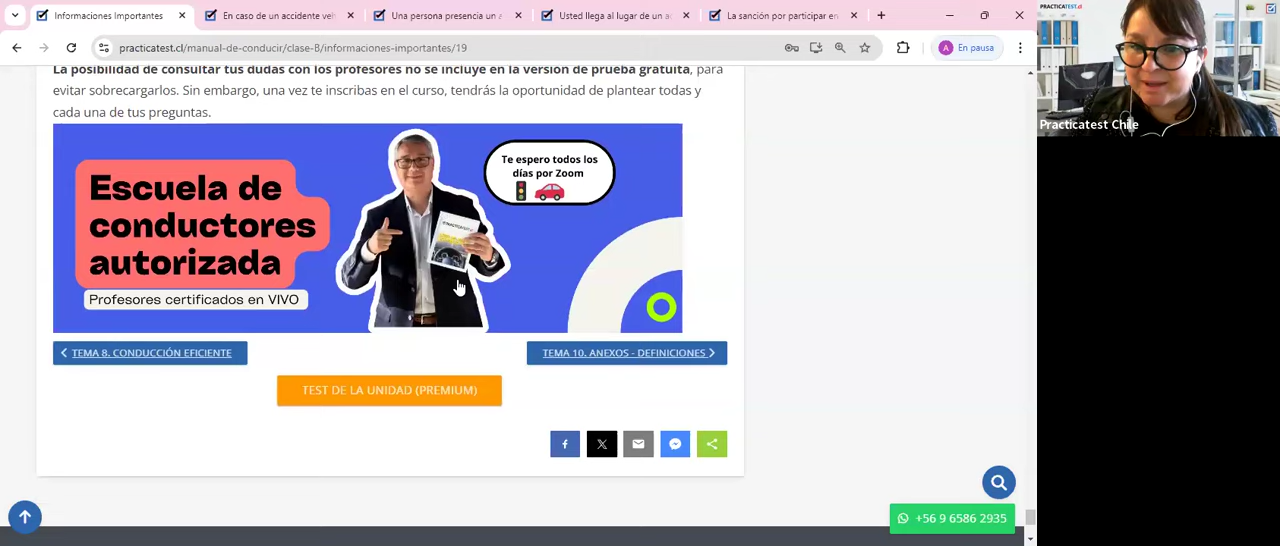 Informaciones Importantes
En caso de un accidente veh
Una persona presencia un a
Usted llega al lugar de un ac
La sanción por participar en
practicatest.cl/manual-de-conducir/clase-B/informaciones-importantes/19
A
En pausa
PRACTICATEST.cl
La posibilidad de consultar tus dudas con los profesores no se incluye en la versión de prueba gratuita, para
evitar sobrecargarlos. Sin embargo, una vez te inscribas en el curso, tendrás la oportunidad de plantear todas y
cada una de tus preguntas.
Practicatest Chile
Escuela de
conductores
autorizada
Profesores certificados en VIVO
Te espero todos los
días por Zoom
TEMA 8. CONDUCCIÓN EFICIENTE
TEMA 10. ANEXOS - DEFINICIONES
TEST DE LA UNIDAD (PREMIUM)
+56 9 6586 2935